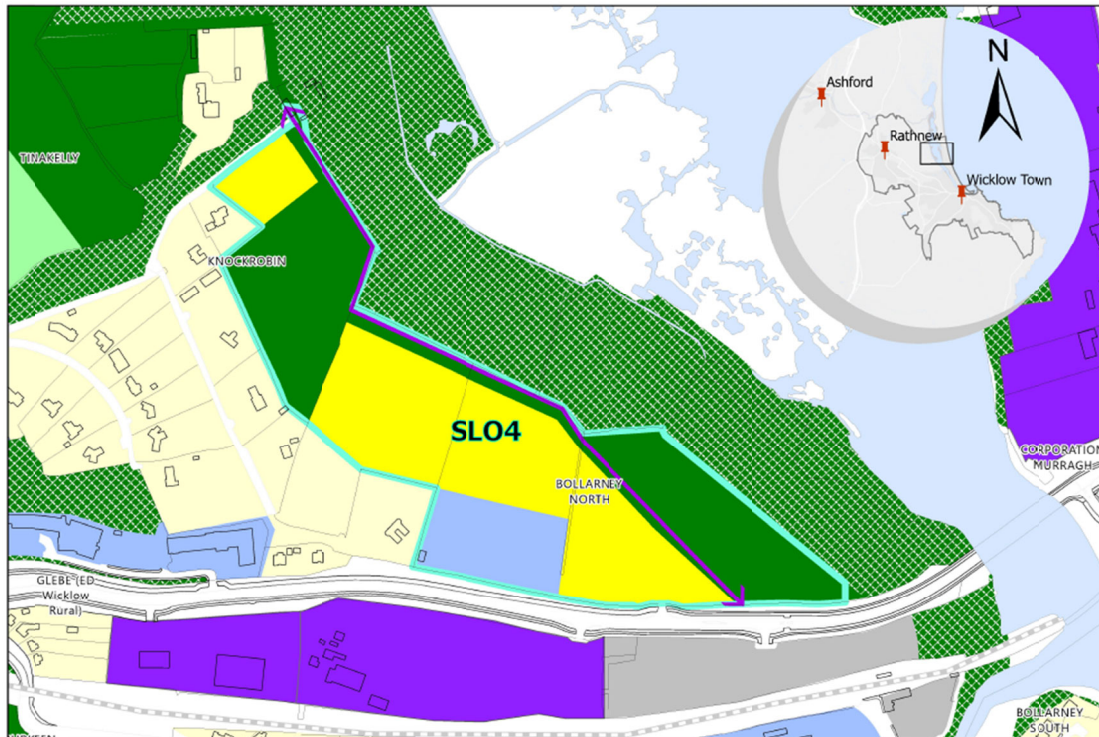 N
Ashford
Rathnew
Wicklow Town
TINAKELLY
KNOCKROBIN
SLO4
BOLLARNEY
NORTH
CORPORATION
MURRAGH
GLEBE (ED
Wicklow
Rural)
BOLLARNEY
SOUTH